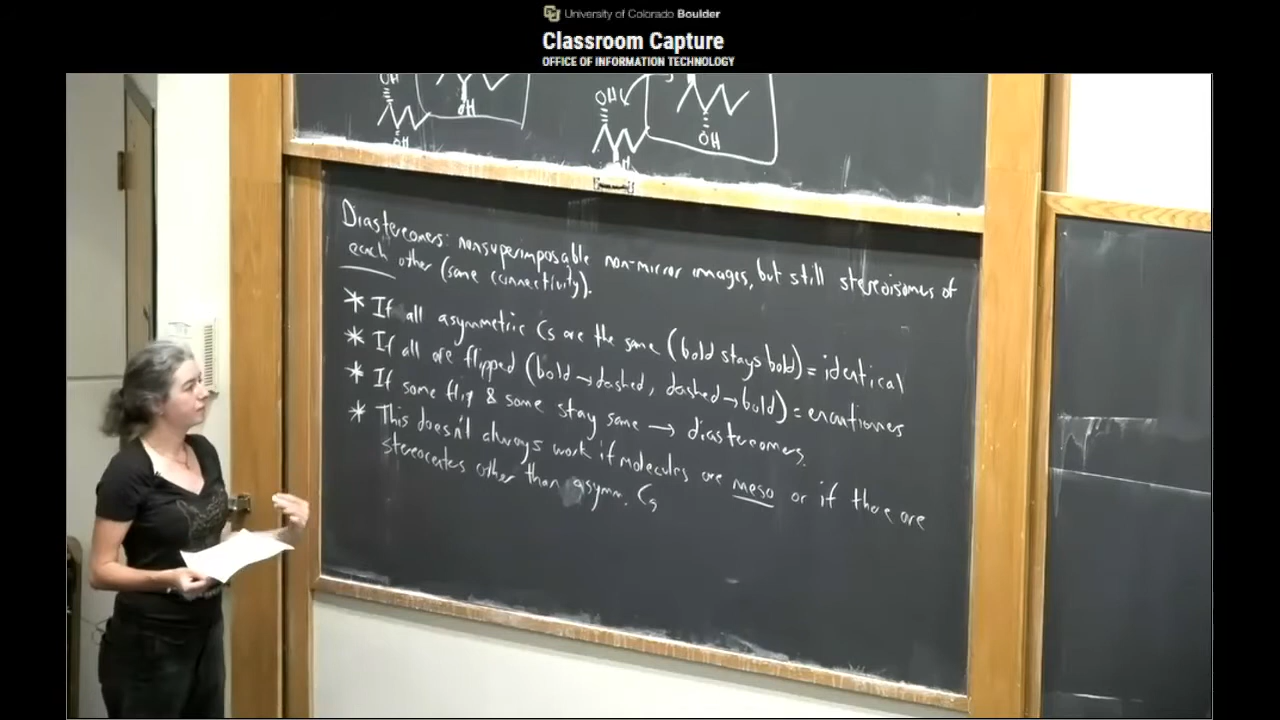 University of Colorado Boulder
Classroom Capture
OFFICE OF INFORMATION TECHNOLOGY
OH
OH
OH
OH
OH
Diastereomers: nonsuperimposable non-mirror images, but still stereoisomers of
each other (same connectivity).
* If all asymmetric Cs are the same (bold stays bold) = identical
* If all are flipped (bold → dashed, dashed → bold) = enantiomers
* If some flip & some stay same → diastereomers.
* This doesn't always work if molecules are meso or if there are
stereocenters other than asymm. Cs